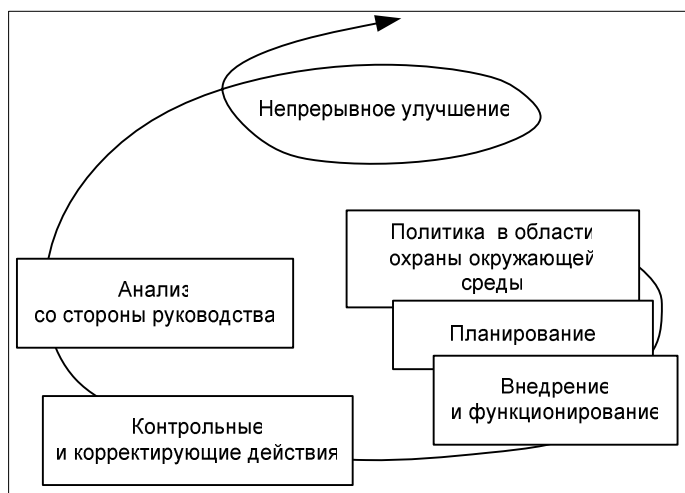 Непрерывное улучшение
Политика в области
охраны окружающей
среды
Планирование
Внедрение
и функционирование
Контрольные
и корректирующие действия
Анализ
со стороны руководства